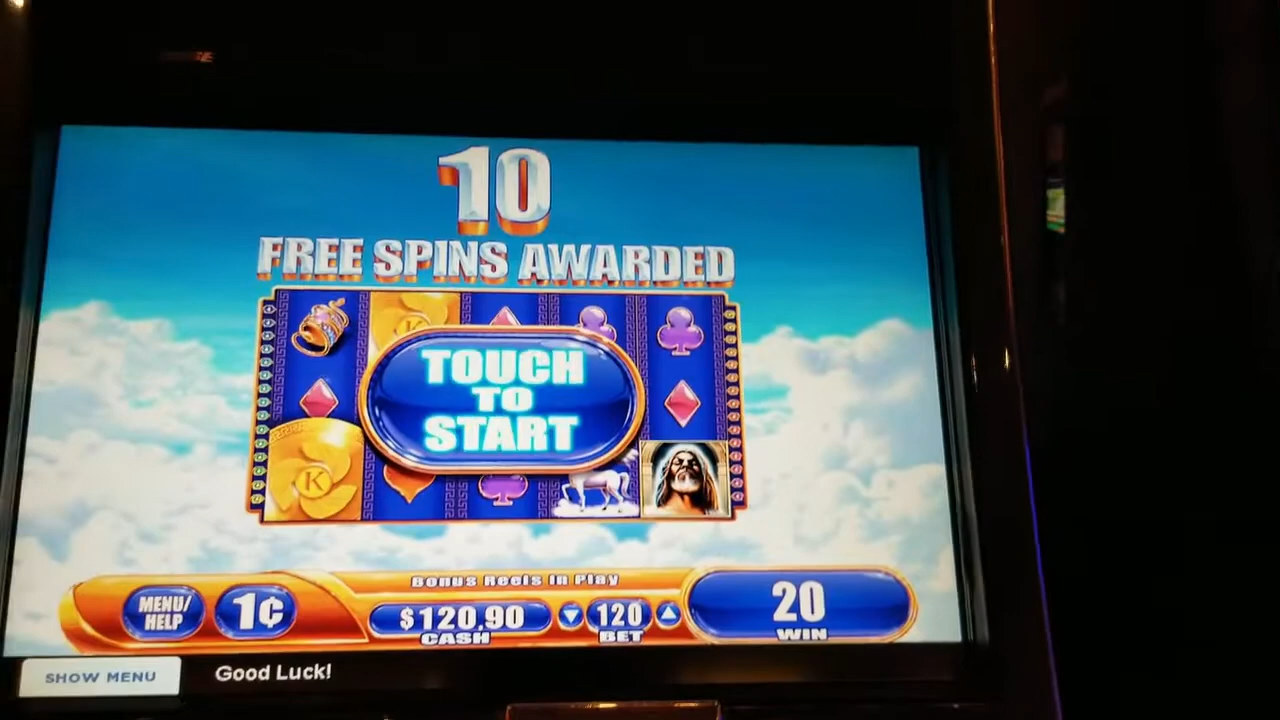 10
FREE SPINS AWARDED
K
TOUCH
TO
START
K
Bonus Reels In Play
MENU/
HELP
1¢
$120.90
CASH
120
BET
20
WIN
SHOW MENU
Good Luck!